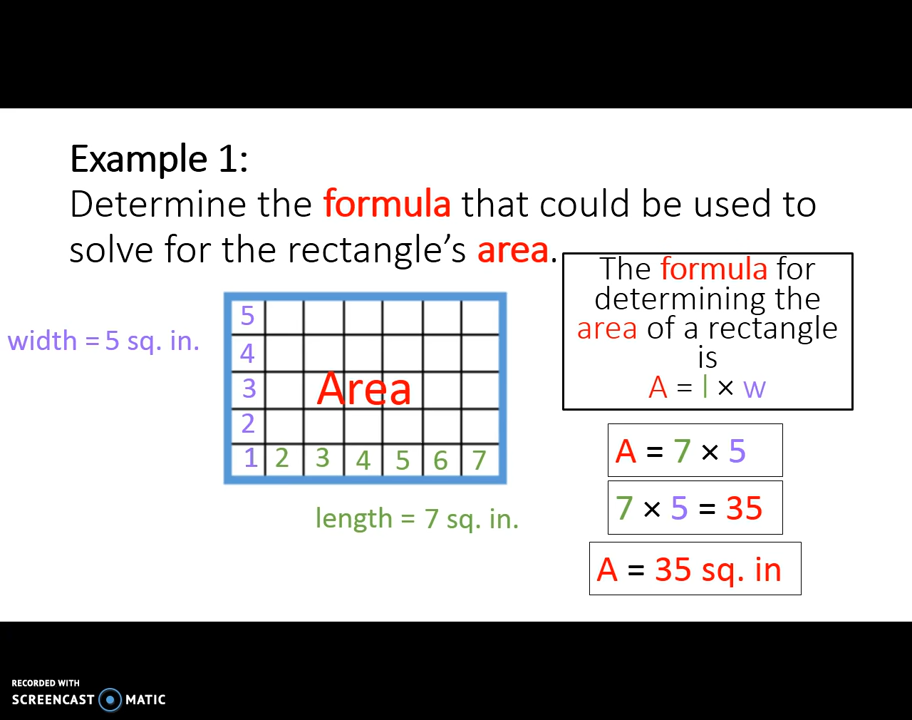 Example 1:
Determine the formula that could be used to
solve for the rectangle’s area.
The formula for
determining the
area of a rectangle
is
A = l × w
width = 5 sq. in.
5
4
3
2
1 2 3 4 5 6 7
Area
length = 7 sq. in.
A = 7 × 5
7 × 5 = 35
A = 35 sq. in
RECORDED WITH
SCREENCAST MATIC